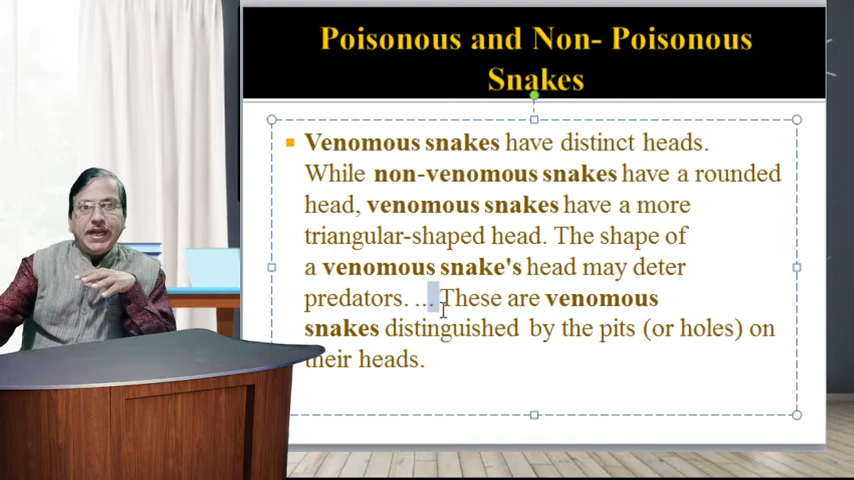 Poisonous and Non- Poisonous
Snakes
Venomous snakes have distinct heads.
While non-venomous snakes have a rounded
head, venomous snakes have a more
triangular-shaped head. The shape of
a venomous snake's head may deter
predators. ... These are venomous
snakes distinguished by the pits (or holes) on
their heads.